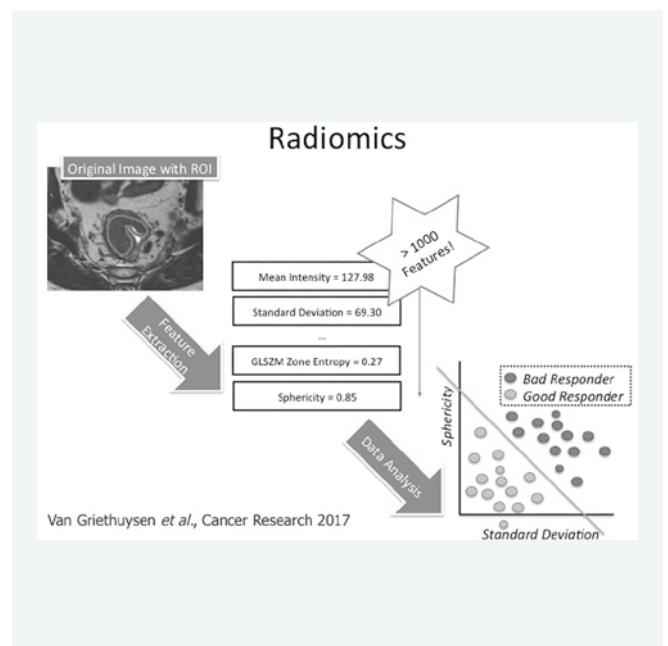 Radiomics
Original Image with ROI
> 1000
Features!
Mean Intensity = 127.98
Standard Deviation = 69.30
...
GLSZM Zone Entropy = 0.27
Sphericity = 0.85
Feature
Extraction
Data Analysis
Bad Responder
Good Responder
Sphericity
Standard Deviation
Van Griethuysen et al., Cancer Research 2017